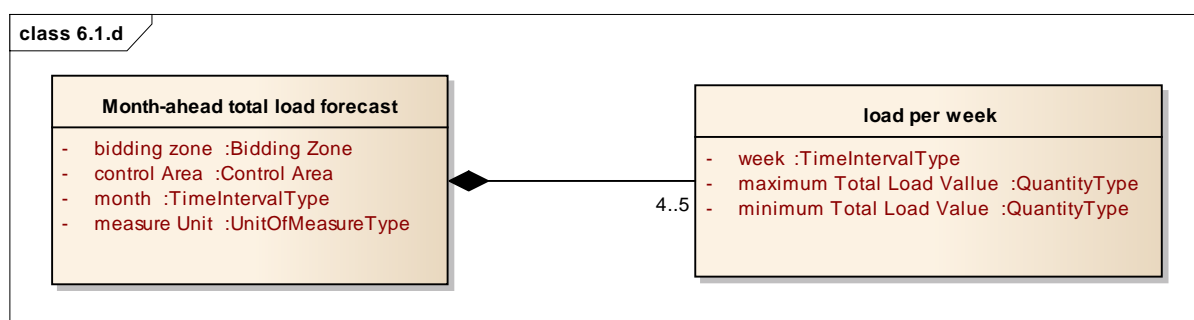 class 6.1.d
Month-ahead total load forecast
- bidding zone :Bidding Zone
- control Area :Control Area
- month :TimeIntervalType
- measure Unit :UnitOfMeasureType
4..5
load per week
- week :TimeIntervalType
- maximum Total Load Vallue :QuantityType
- minimum Total Load Value :QuantityType